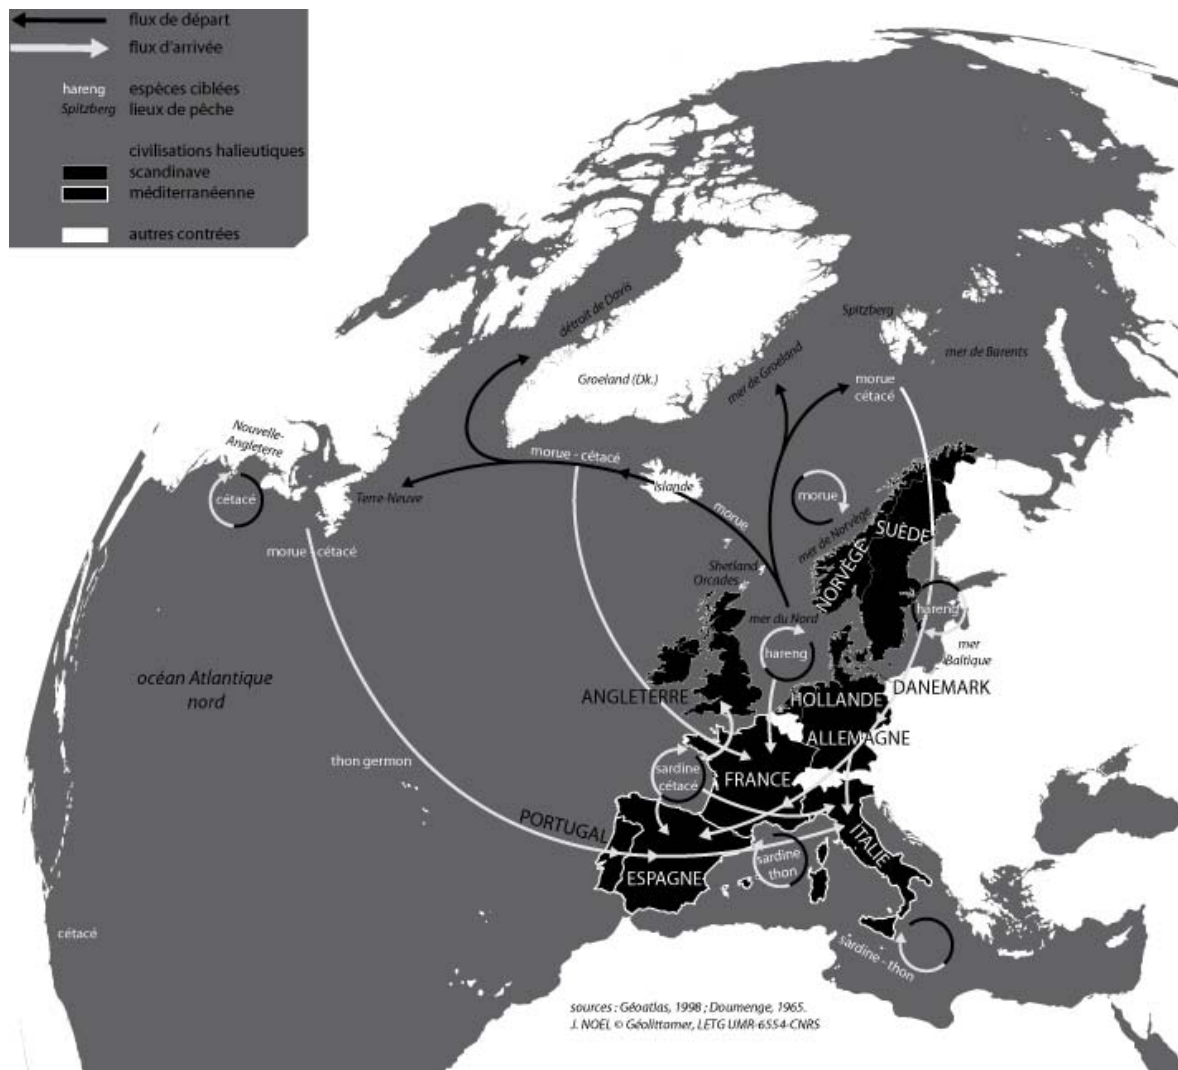 flux de départ
flux d'arrivée
hareng espèces ciblées
Spitzberg lieux de pêche
civilisations halieutiques
scandinave
méditerranéenne
autres contrées
détroit de Davis
Spitzberg
mer de Barents
mer de Groeland
Groeland (Dk.)
morue
cétacé
Nouvelle-
Angleterre
morue - cétacé
Islande
cétacé
Terre-Neuve
morue
morue
mer de Norvège
SUÈDE
NORVÈGE
morue - cétacé
Shetland
Orcades
mer du Nord
hareng
hareng
mer
Baltique
océan Atlantique
nord
ANGLETERRE
HOLLANDE
DANEMARK
ALLEMAGNE
thon germon
sardine
cétacé
FRANCE
PORTUGAL
ITALIE
sardine
thon
ESPAGNE
cétacé
sardine - thon
sources : Géoatlas, 1998 ; Doumenge, 1965.
J. NOEL © Géolittomer, LETG UMR-6554-CNRS